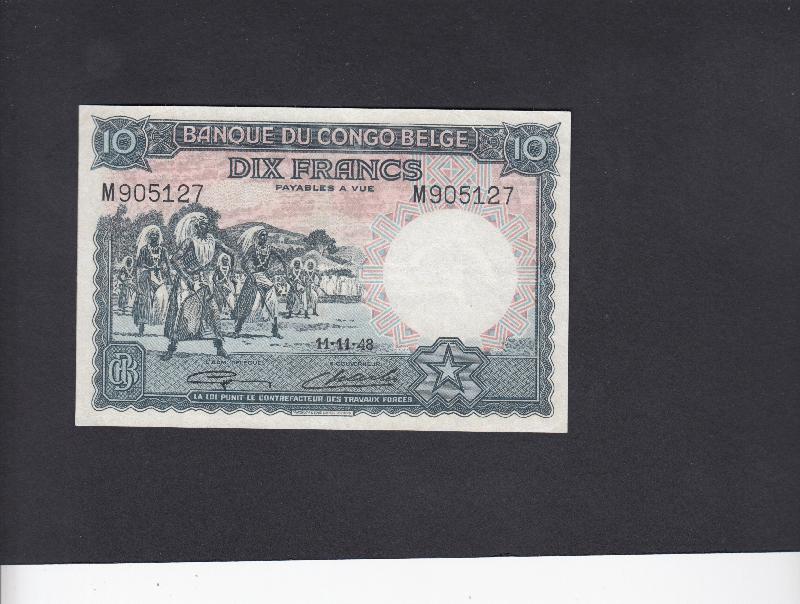 10 BANQUE DU CONGO BELGE 10
DIX FRANCS
PAYABLES A VUE
M905127 M905127
11-11-48
LA LOI PUNIT LE CONTREFACTEUR DES TRAVAUX FORCES